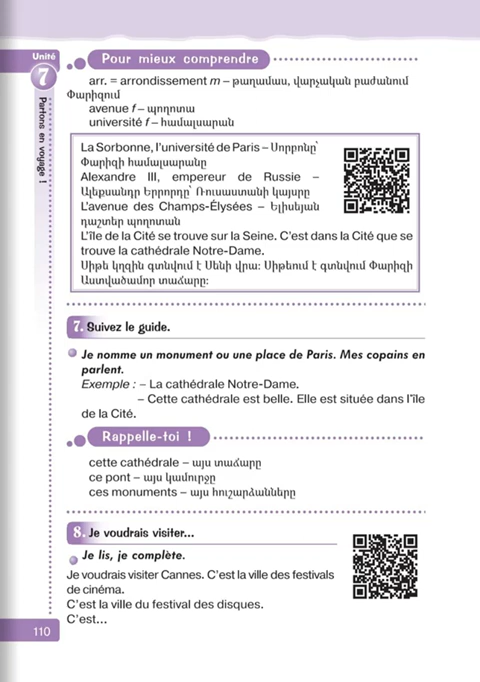 Unité
7
Partons en voyage !
Pour mieux comprendre
arr. = arrondissement m – թաղամաս, վարչական բաժանում
Փարիզում
avenue f – պողոտա
université f – համալսարան
La Sorbonne, l'université de Paris – Սորբոնը՝
Փարիզի համալսարանը
Alexandre III, empereur de Russie –
Ալեքսանդր Երրորդը՝ Ռուսաստանի կայսրը
L'avenue des Champs-Élysées – Ելիսեյան
դաշտեր պողոտան
L'île de la Cité se trouve sur la Seine. C'est dans la Cité que se
trouve la cathédrale Notre-Dame.
Սիթե կղզին գտնվում է Սենի վրա: Սիթեում է գտնվում Փարիզի
Աստվածամոր տաճարը:
7. Suivez le guide.
Je nomme un monument ou une place de Paris. Mes copains en
parlent.
Exemple : – La cathédrale Notre-Dame.
– Cette cathédrale est belle. Elle est située dans l'île
de la Cité.
Rappelle-toi !
cette cathédrale – այս տաճարը
ce pont – այս կամուրջը
ces monuments – այս հուշարձանները
8. Je voudrais visiter...
Je lis, je complète.
Je voudrais visiter Cannes. C'est la ville des festivals
de cinéma.
C'est la ville du festival des disques.
C'est...
110